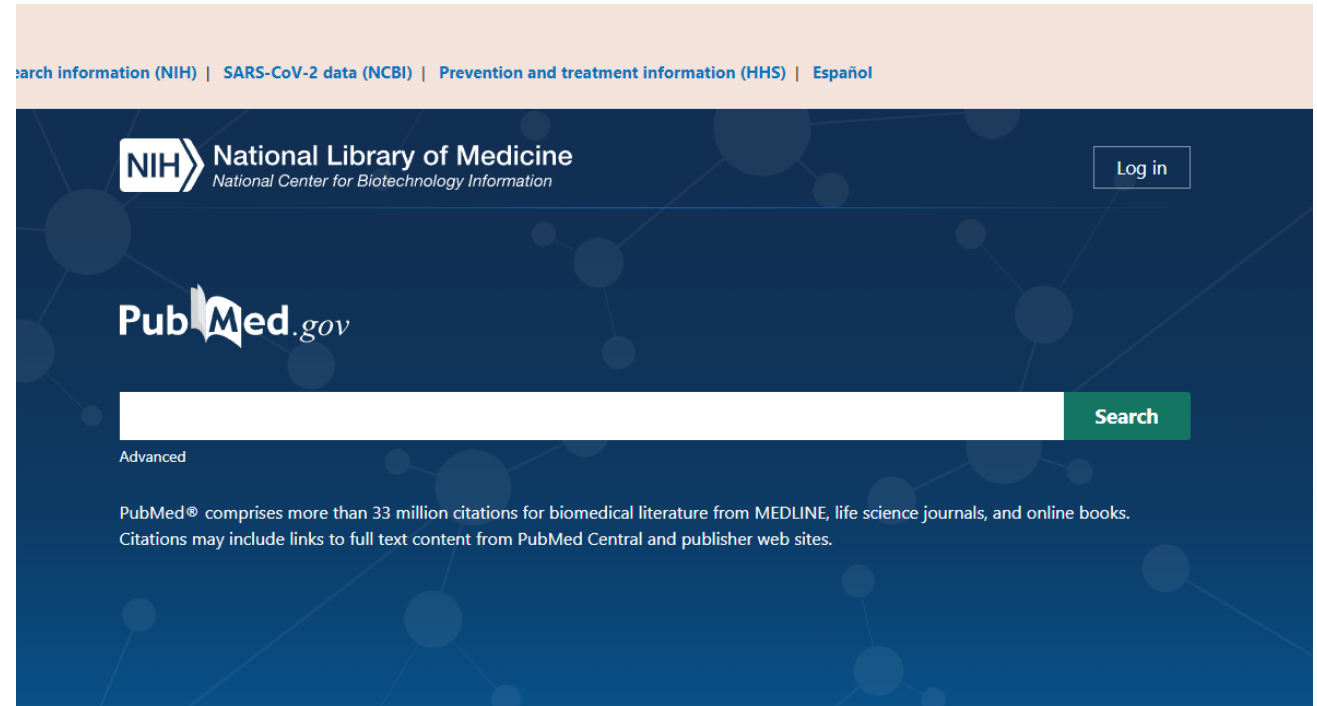 earch information (NIH) | SARS-CoV-2 data (NCBI) | Prevention and treatment information (HHS) | Español
NIH National Library of Medicine
National Center for Biotechnology Information
Log in
PubMed.gov
Search
Advanced
PubMed® comprises more than 33 million citations for biomedical literature from MEDLINE, life science journals, and online books.
Citations may include links to full text content from PubMed Central and publisher web sites.